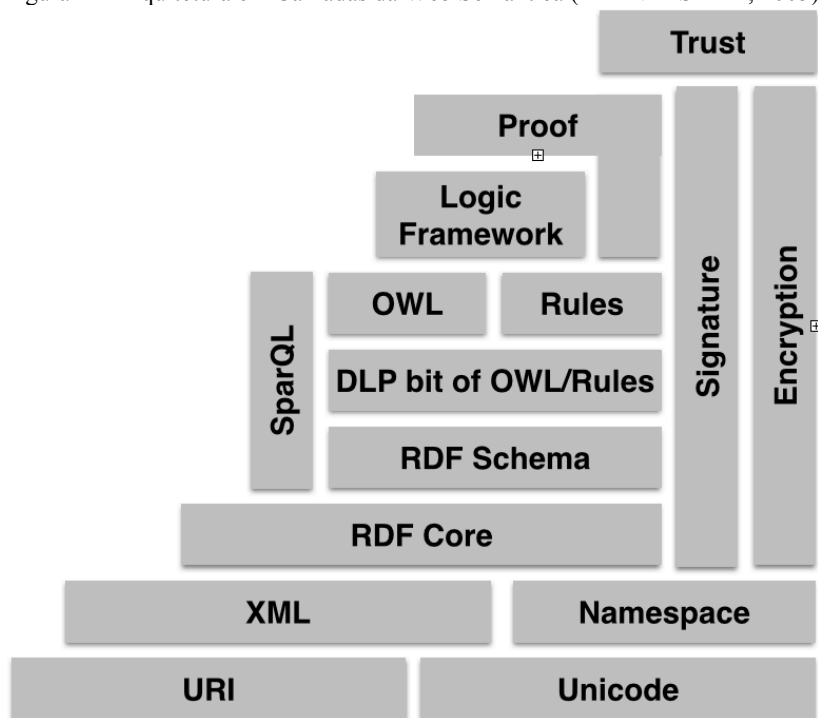 Trust
Proof
Logic
Framework
Signature
Encryption
SparQL
OWL
Rules
DLP bit of OWL/Rules
RDF Schema
RDF Core
XML
Namespace
URI
Unicode